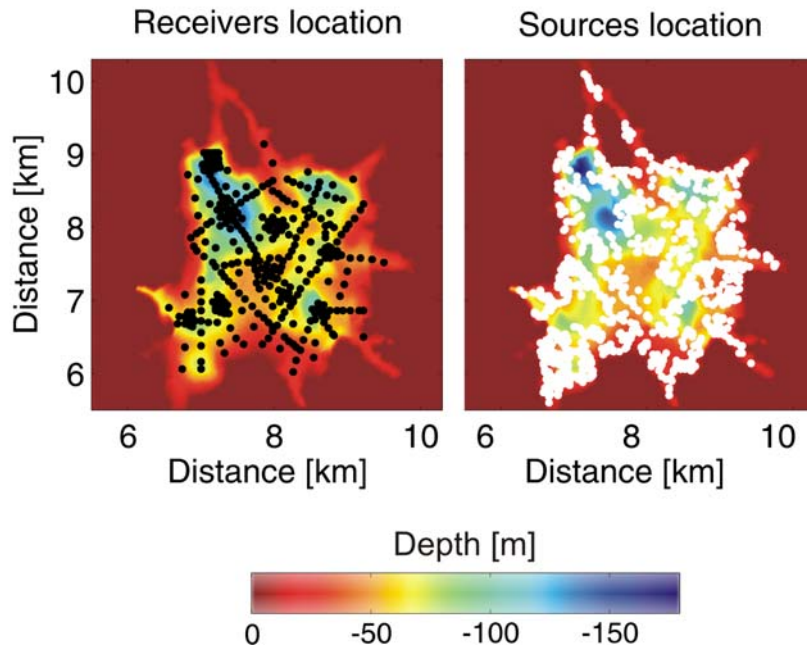 Receivers location
Sources location
10
9
8
7
6
Distance [km]
6 8 10
6 8 10
Distance [km]
Distance [km]
Depth [m]
0 -50 -100 -150